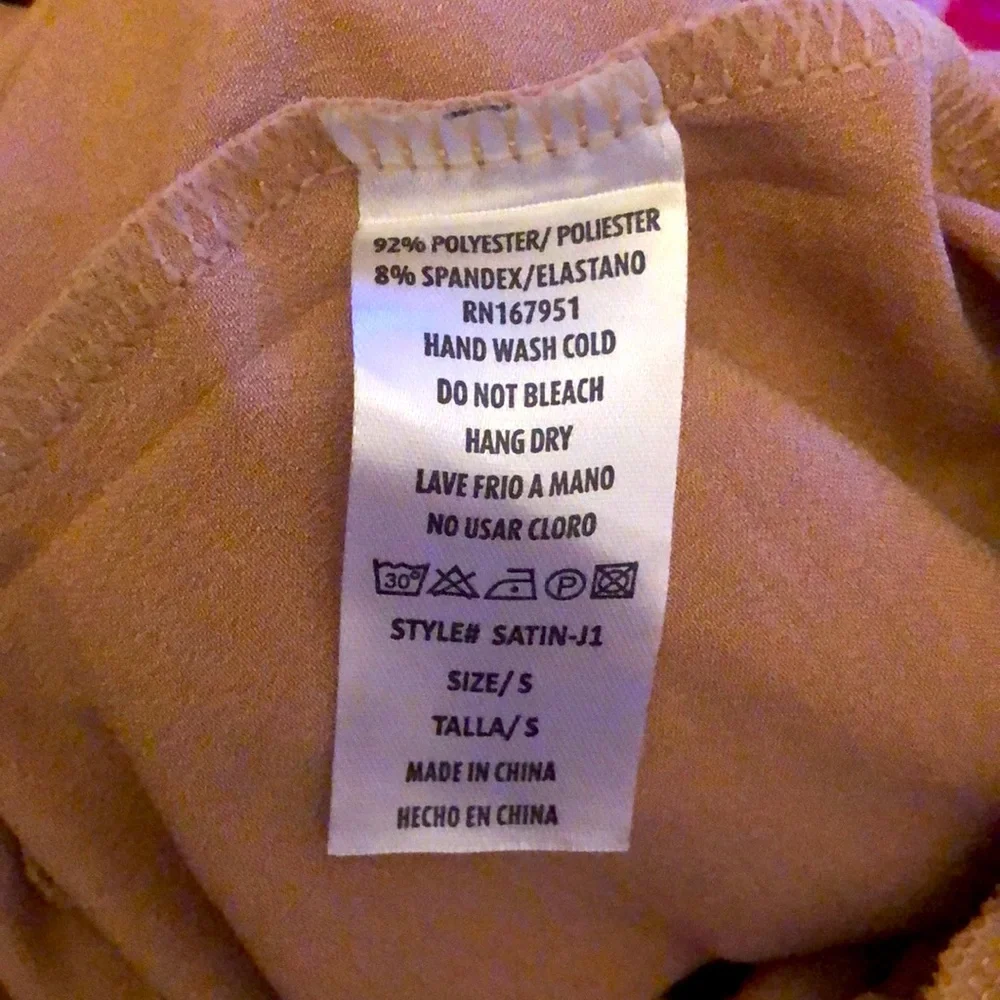 92% POLYESTER/ POLIESTER
8% SPANDEX/ELASTANO
RN167951
HAND WASH COLD
DO NOT BLEACH
HANG DRY
LAVE FRIO A MANO
NO USAR CLORO
30° P
STYLE# SATIN-J1
SIZE/ S
TALLA/ S
MADE IN CHINA
HECHO EN CHINA